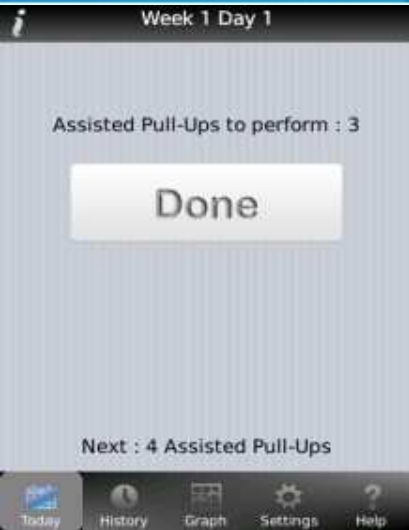 i Week 1 Day 1
Assisted Pull-Ups to perform : 3
Done
Next : 4 Assisted Pull-Ups
Today History Graph Settings Help
?